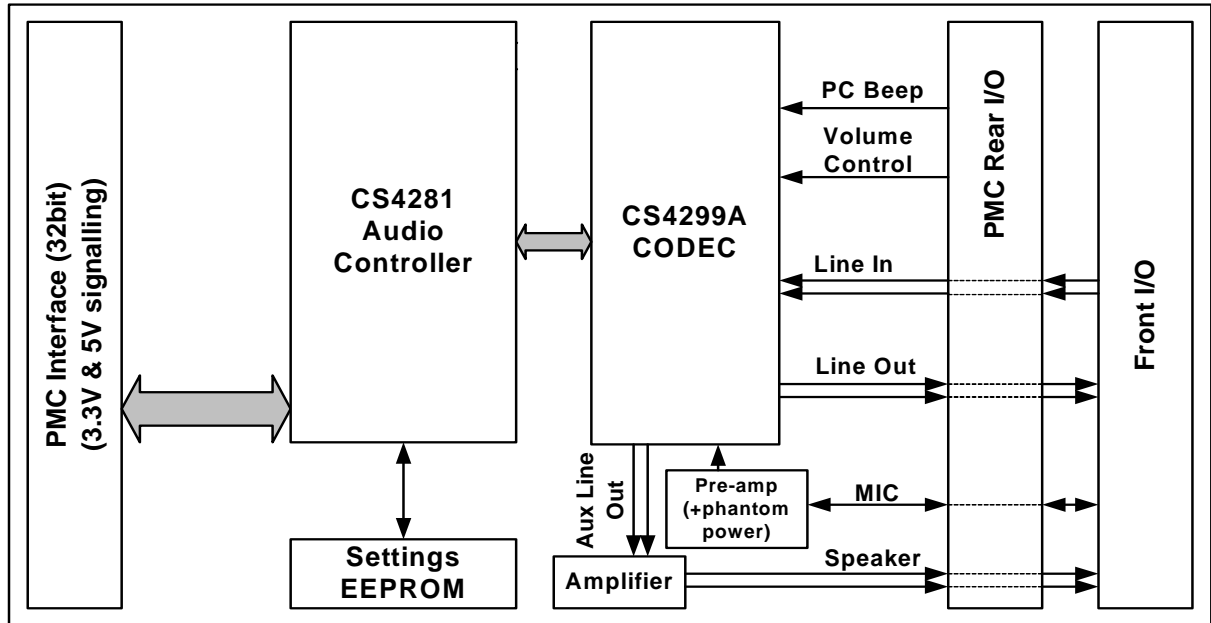 PMC Interface (32bit)
(3.3V & 5V signalling)
CS4281
Audio
Controller
Settings
EEPROM
CS4299A
CODEC
Aux Line
Out
Amplifier
Pre-amp
(+phantom
power)
PC Beep
Volume
Control
Line In
Line Out
MIC
Speaker
PMC Rear I/O
Front I/O